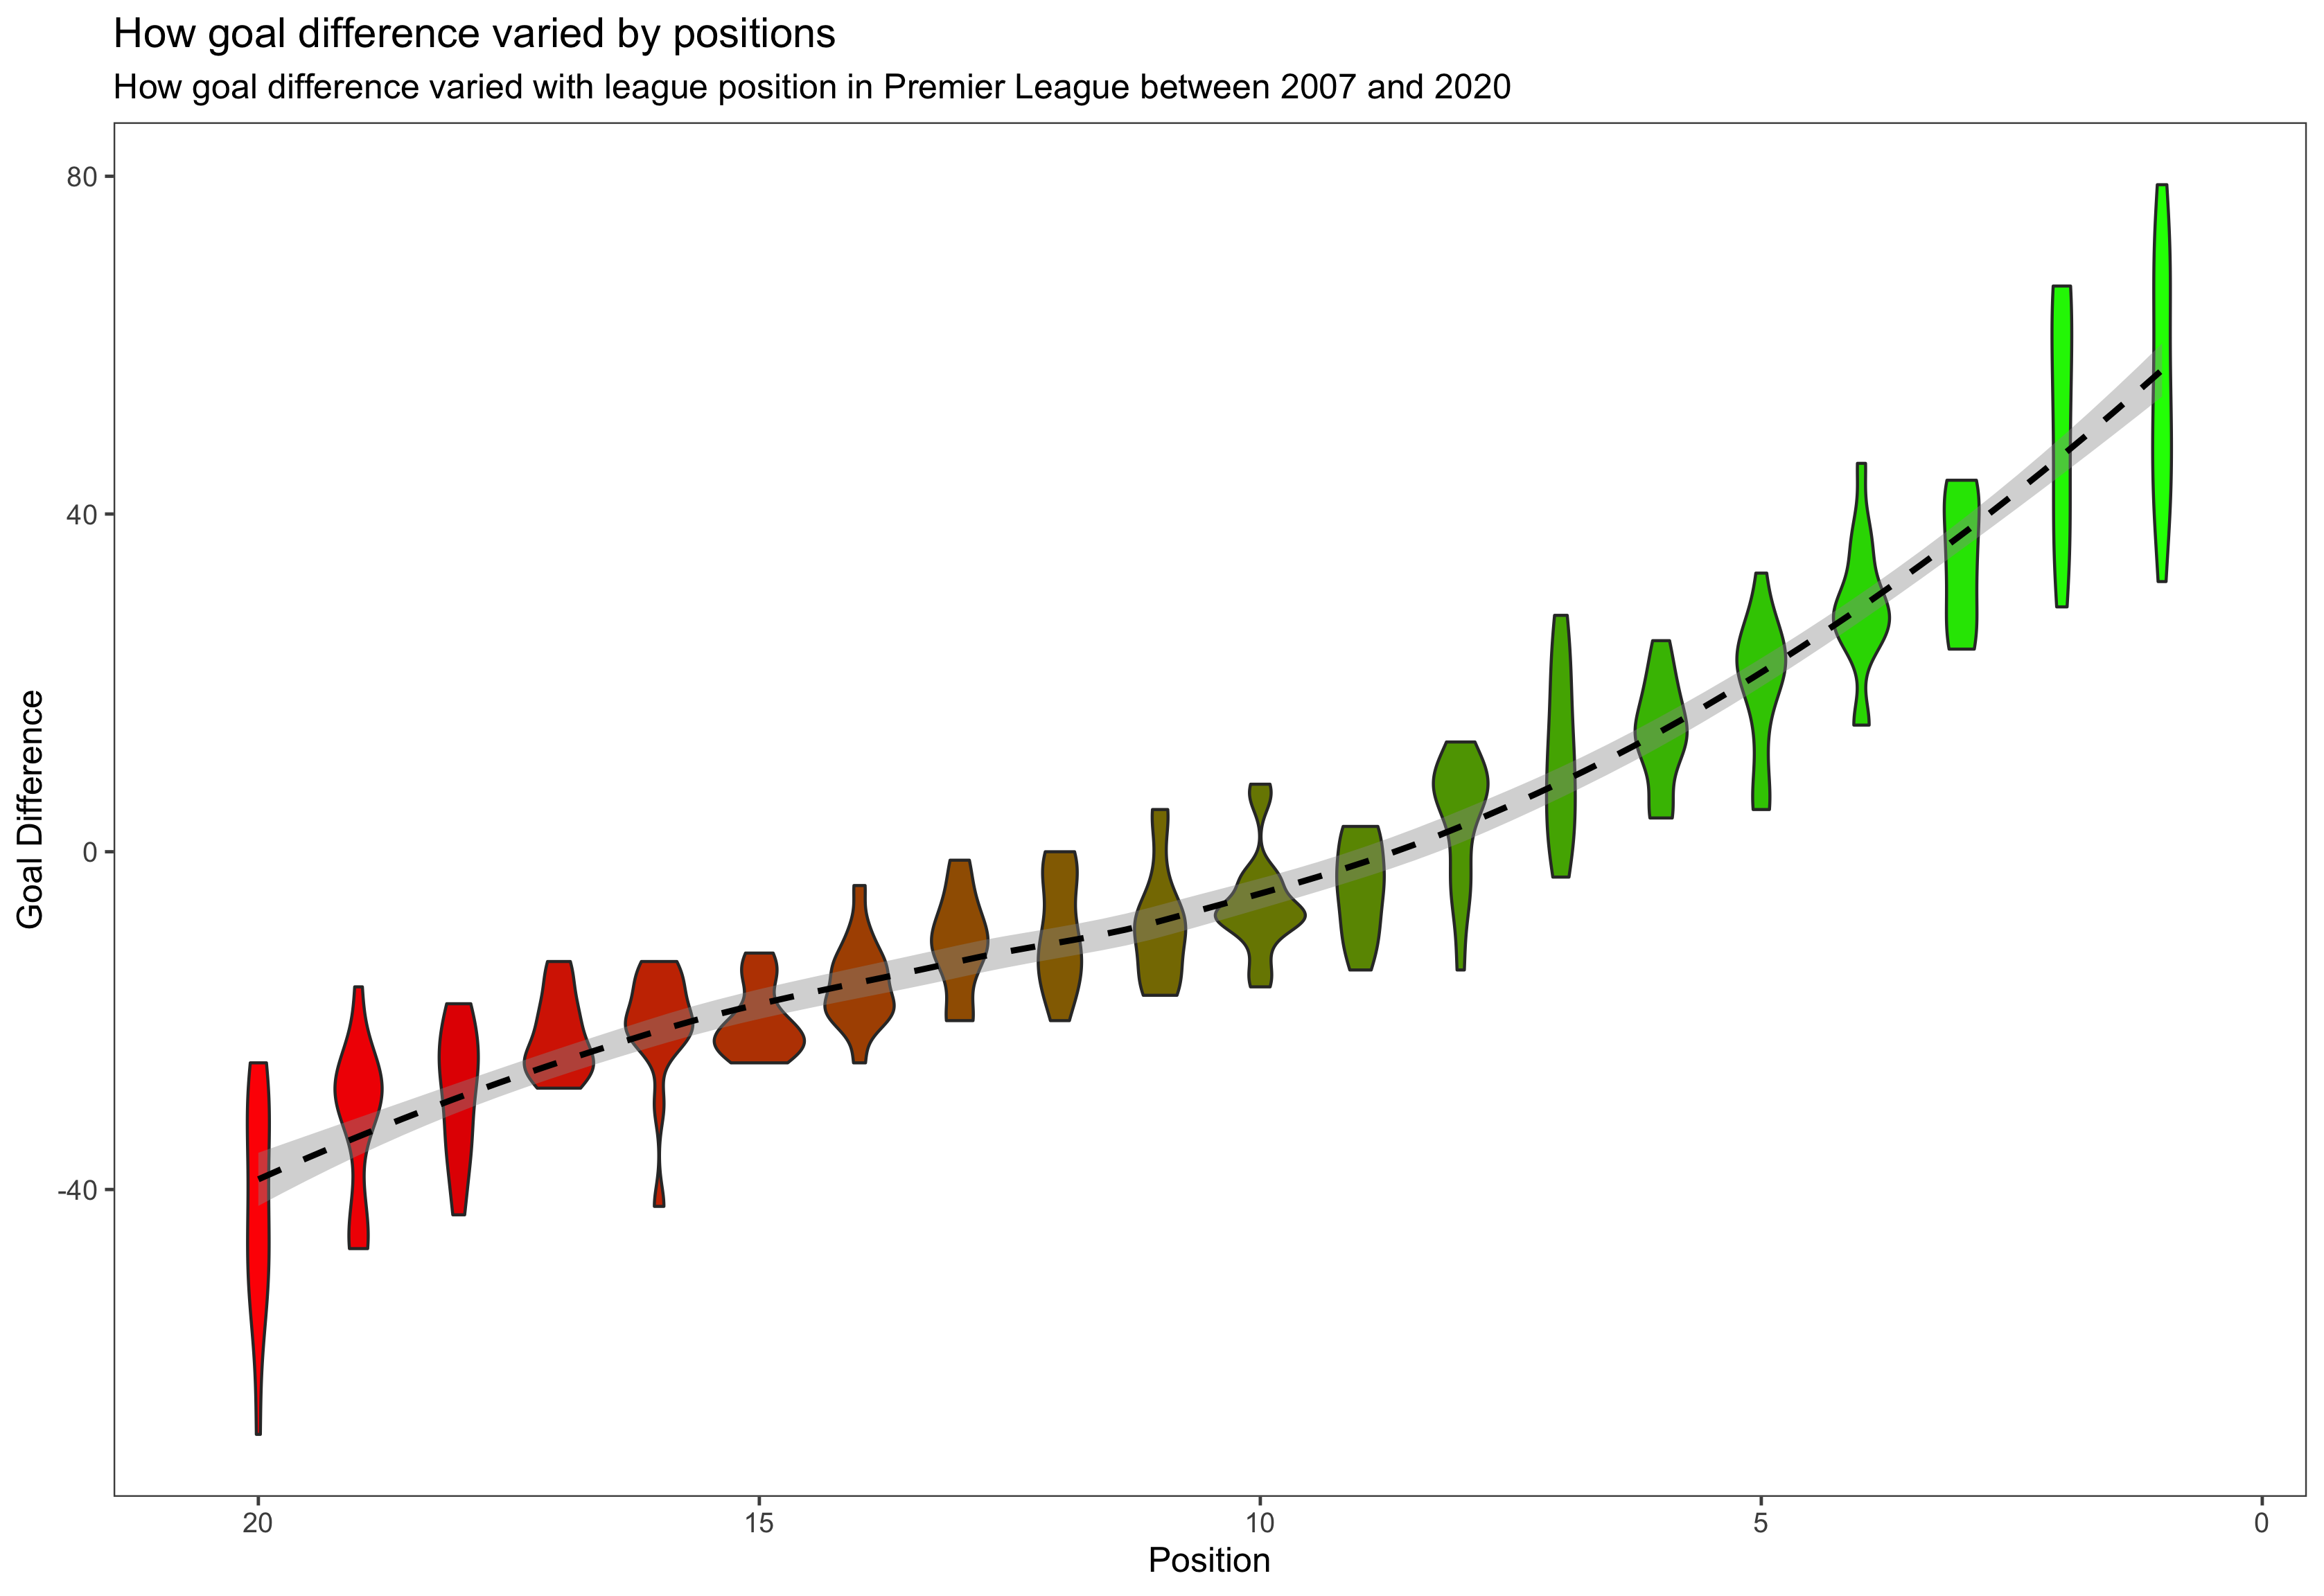 How goal difference varied by positions
How goal difference varied with league position in Premier League between 2007 and 2020
Goal Difference
80
40
0
-40
20 15 10 5 0
Position